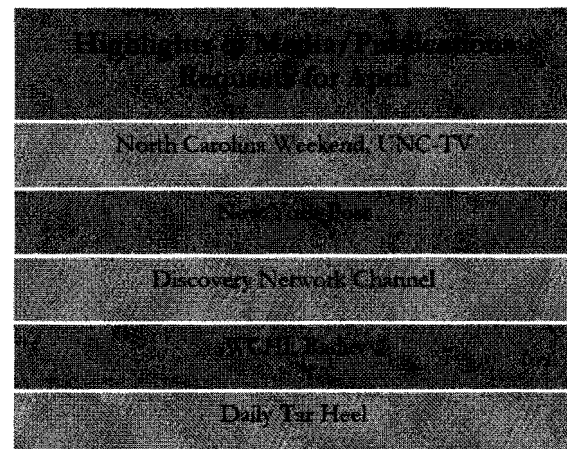 Highlights of Media/Publications
Requests for April
North Carolina Weekend, UNC-TV
New York Post
Discovery Network Channel
Daily Tar Heel